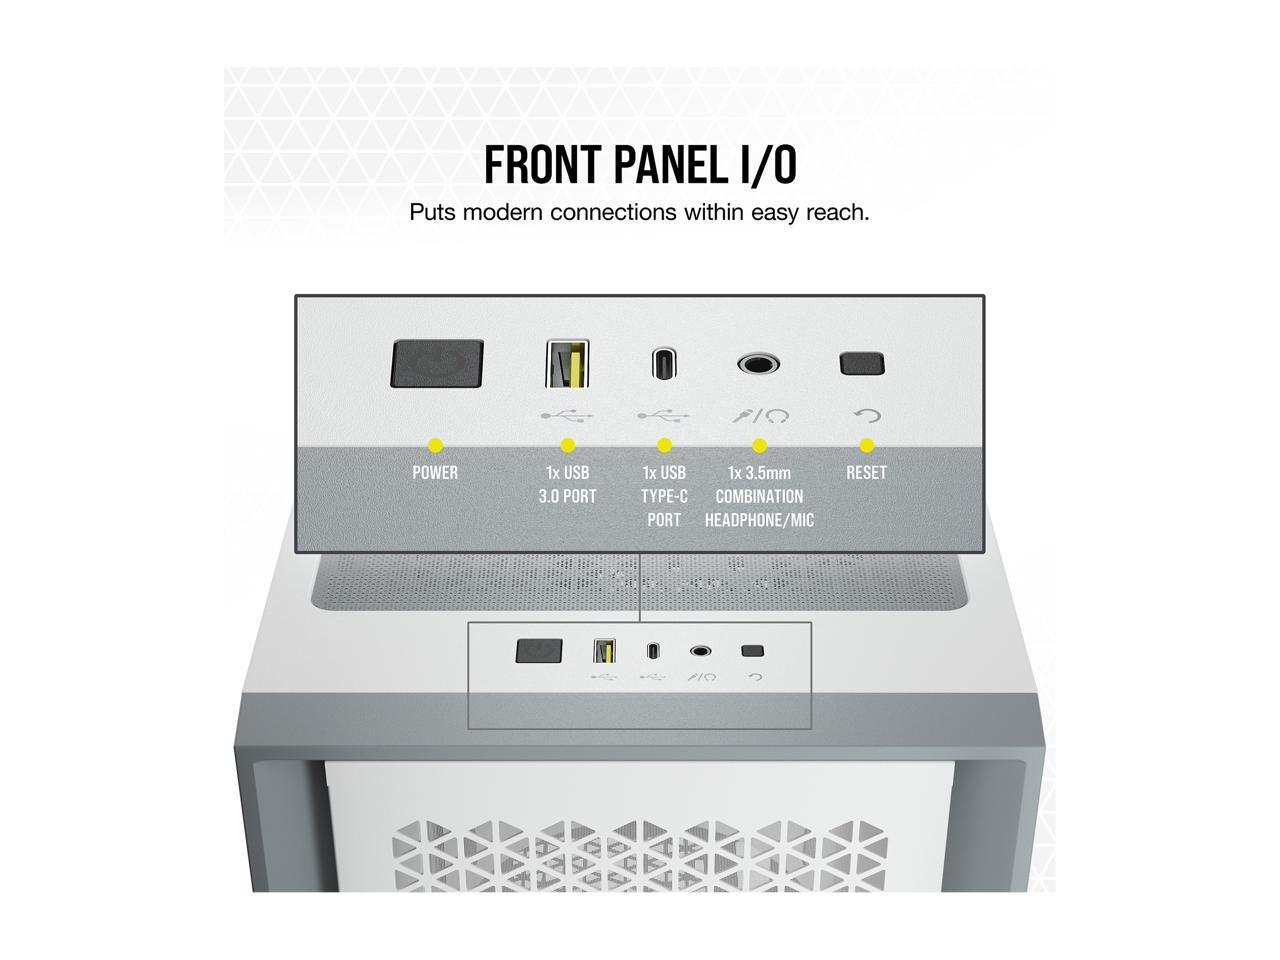 FRONT PANEL I/O
Puts modern connections within easy reach.
POWER
1x USB
3.0 PORT
1x USB
TYPE-C
PORT
1x 3.5mm
COMBINATION
HEADPHONE/MIC
RESET